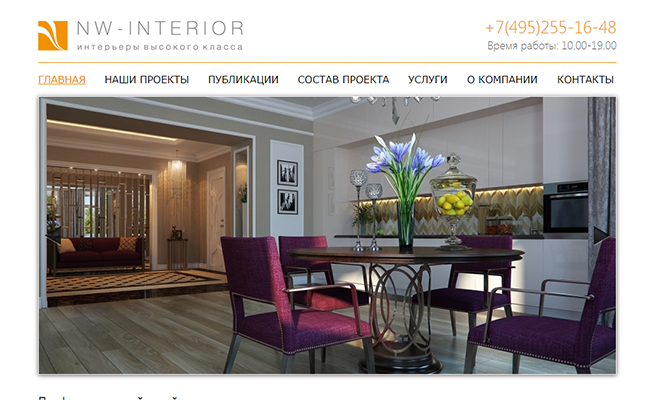 NW-INTERIOR
интерьеры высокого класса
+7(495)255-16-48
Время работы: 10.00-19.00
ГЛАВНАЯ НАШИ ПРОЕКТЫ ПУБЛИКАЦИИ СОСТАВ ПРОЕКТА УСЛУГИ О КОМПАНИИ КОНТАКТЫ